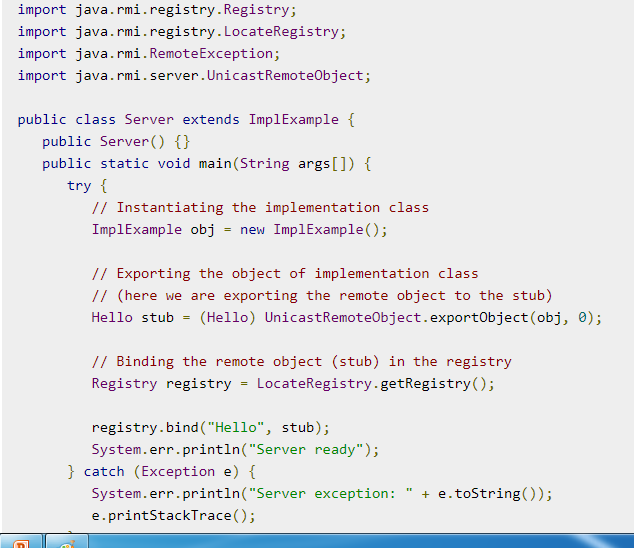 import java.rmi.registry.Registry;
import java.rmi.registry.LocateRegistry;
import java.rmi.RemoteException;
import java.rmi.server.UnicastRemoteObject;
public class Server extends ImplExample {
public Server() {}
public static void main(String args[]) {
try {
// Instantiating the implementation class
ImplExample obj = new ImplExample();
// Exporting the object of implementation class
// (here we are exporting the remote object to the stub)
Hello stub = (Hello) UnicastRemoteObject.exportObject(obj, 0);
// Binding the remote object (stub) in the registry
Registry registry = LocateRegistry.getRegistry();
registry.bind("Hello", stub);
System.err.println("Server ready");
} catch (Exception e) {
System.err.println("Server exception: " + e.toString());
e.printStackTrace();